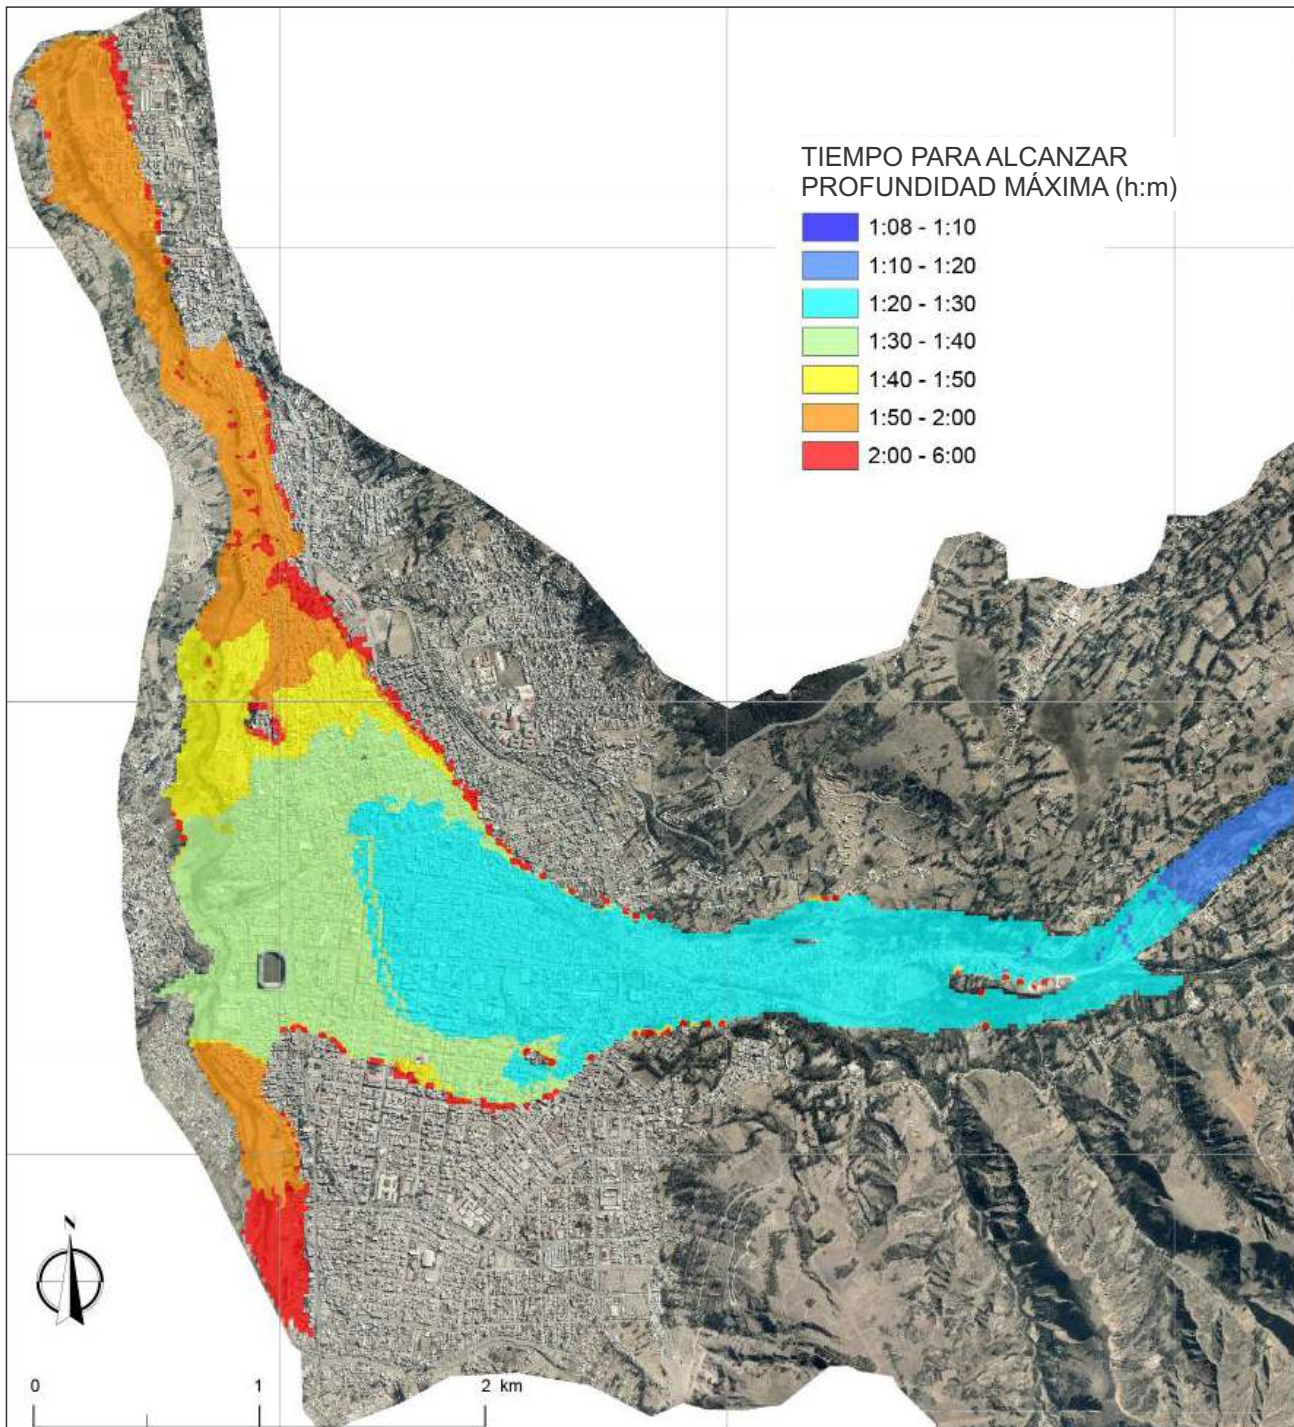 TIEMPO PARA ALCANZAR
PROFUNDIDAD MÁXIMA (h:m)
1:08 - 1:10
1:10 - 1:20
1:20 - 1:30
1:30 - 1:40
1:40 - 1:50
1:50 - 2:00
2:00 - 6:00
N
0 1 2 km